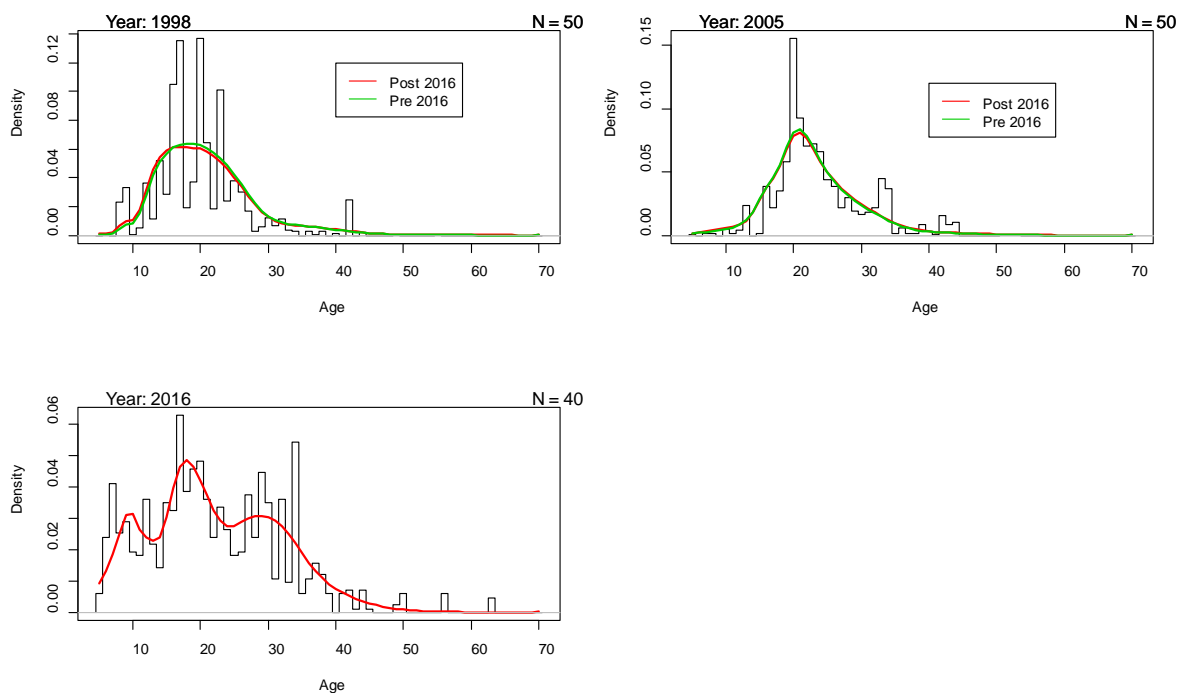 Year: 1998 N = 50
Density
0.00 0.04 0.08 0.12
Post 2016
Pre 2016
10 20 30 40 50 60 70
Age
Year: 2005 N = 50
Density
0.00 0.05 0.10 0.15
Post 2016
Pre 2016
10 20 30 40 50 60 70
Age
Year: 2016 N = 40
Density
0.00 0.02 0.04 0.06
10 20 30 40 50 60 70
Age